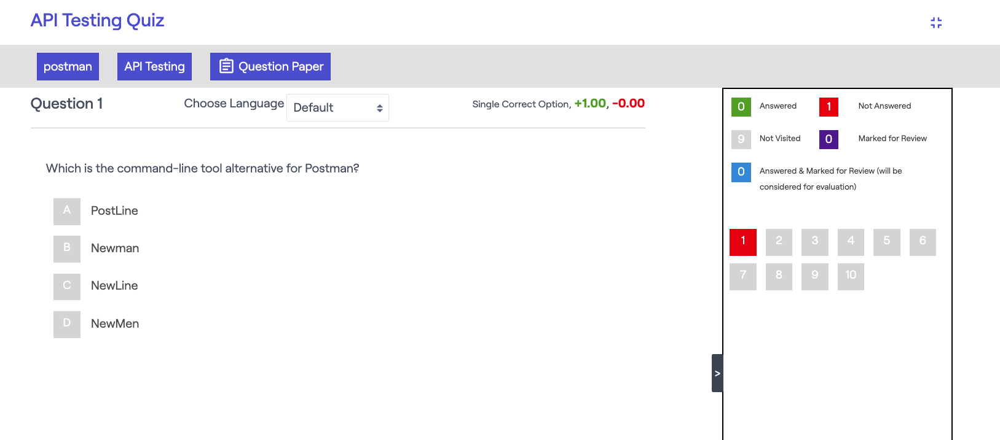 API Testing Quiz
postman
API Testing
Question Paper
Question 1
Choose Language
Default
Single Correct Option, +1.00, -0.00
Which is the command-line tool alternative for Postman?
A PostLine
B Newman
C NewLine
D NewMen
0 Answered
1 Not Answered
9 Not Visited
0 Marked for Review
0 Answered & Marked for Review (will be
considered for evaluation)
1 2 3 4 5 6
7 8 9 10
>